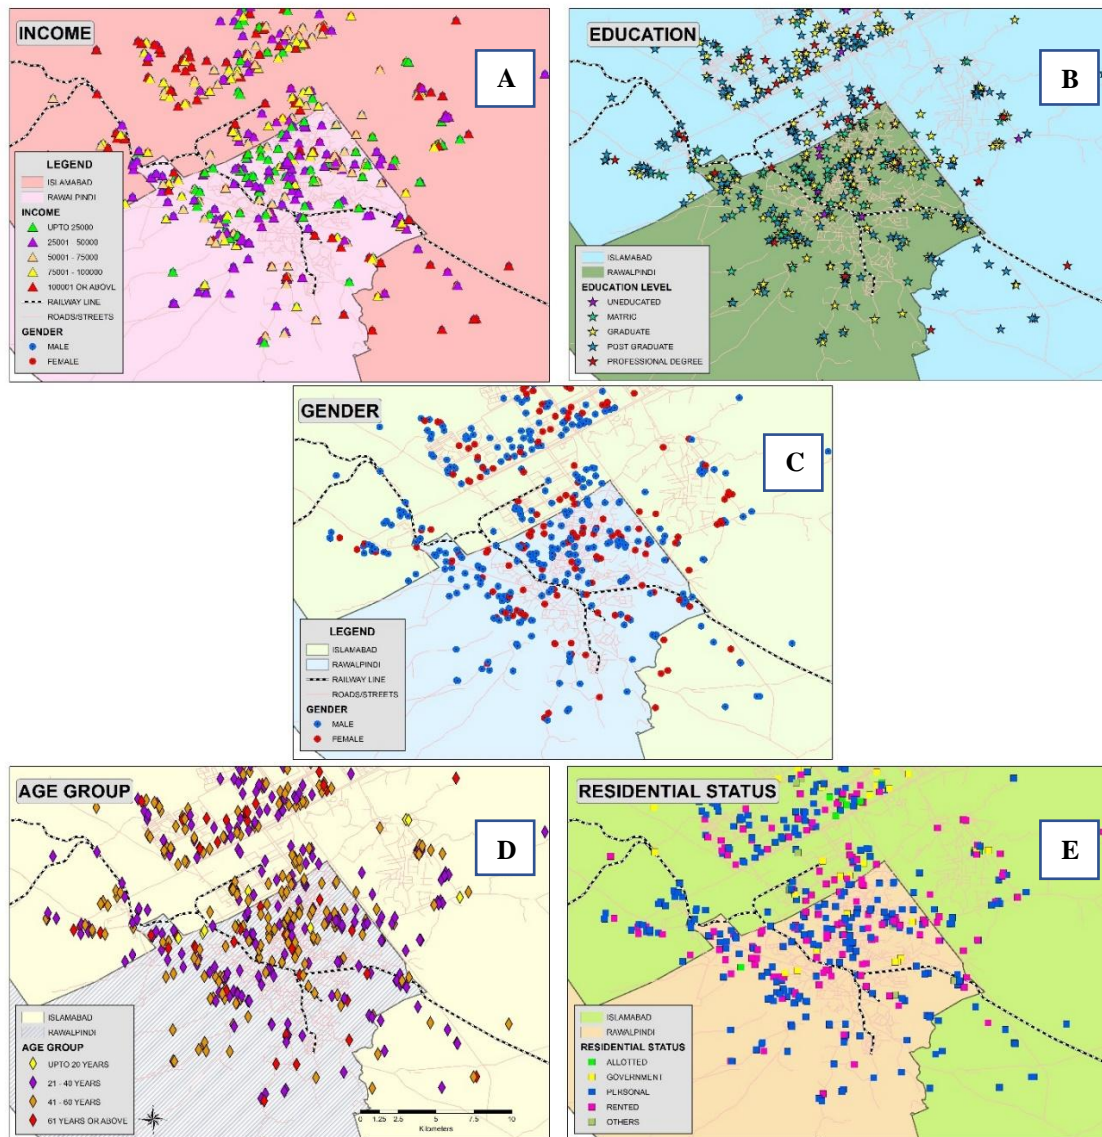 INCOME
A
LEGEND
ISLAMABAD
RAWALPINDI
INCOME
UPTO 25000
25001 50000
50001 - 75000
75001 - 100000
100001 OR ABOVE
RAILWAY LINE
ROADS/STREETS
GENDER
MALE
FEMALE
EDUCATION
B
ISLAMABAD
RAWALPINDI
EDUCATION LEVEL
UNEDUCATED
MATRIC
GRADUATE
POST GRADUATE
PROFESSIONAL DEGREE
GENDER
C
LEGEND
ISLAMABAD
RAWALPINDI
RAILWAY LINE
ROADS/STREETS
GENDER
MALE
FEMALE
AGE GROUP
D
ISLAMABAD
RAWALPINDI
AGE GROUP
UPTO 20 YEARS
21 - 40 YEARS
41 - 60 YEARS
61 YEARS OR ABOVE
0 1.25 2.5 5 7.5 10
Kilometers
RESIDENTIAL STATUS
E
ISLAMABAD
RAWALPINDI
RESIDENTIAL STATUS
ALLOTTED
GOVERNMENT
PERSONAL
RENTED
OTHERS